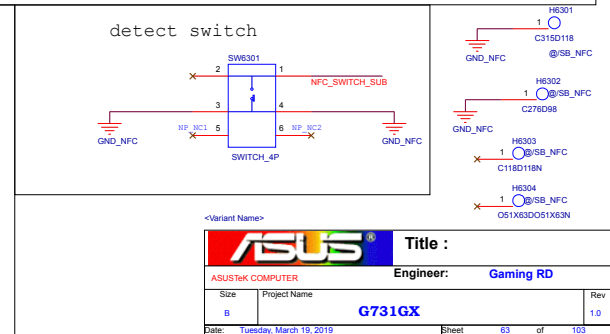 detect switch
SW6301
2 1
NFC_SWITCH_SUB
3 4
GND_NFC
GND_NFC
NP_NC1 5 6 NP_NC2
SWITCH_4P
H6301
1
C315D118
@/SB_NFC
GND_NFC
H6302
1 @/SB_NFC
C276D98
GND_NFC
H6303
1 @/SB_NFC
C118D118N
H6304
1 @/SB_NFC
O51X63DO51X63N
<Variant Name>
ASUS®
Title :
ASUSTeK COMPUTER
Engineer: Gaming RD
Size Project Name Rev
B G731GX 1.0
Date: Tuesday, March 19, 2019 Sheet 63 of 103